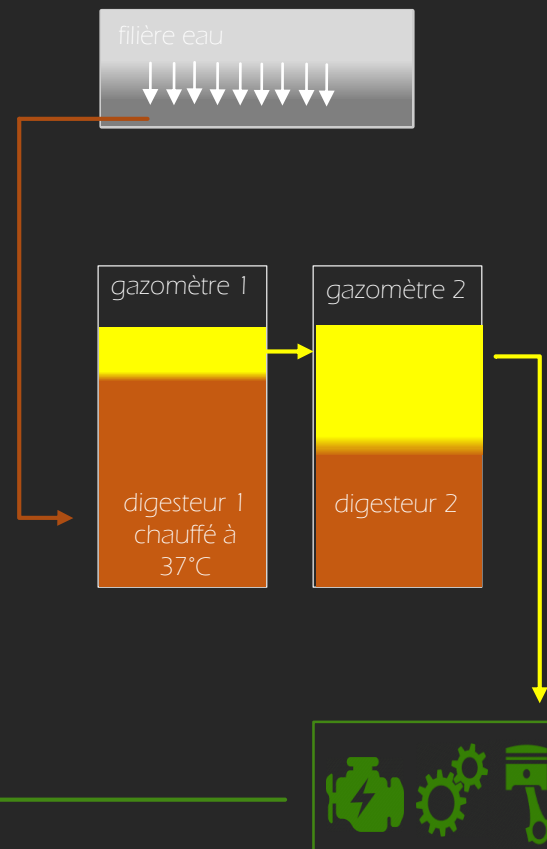 filière eau
gazomètre 1
gazomètre 2
digesteur 1
chauffé à
37°C
digesteur 2